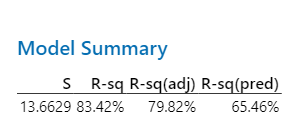 Model Summary
S R-sq R-sq(adj) R-sq(pred)
13.6629 83.42% 79.82% 65.46%